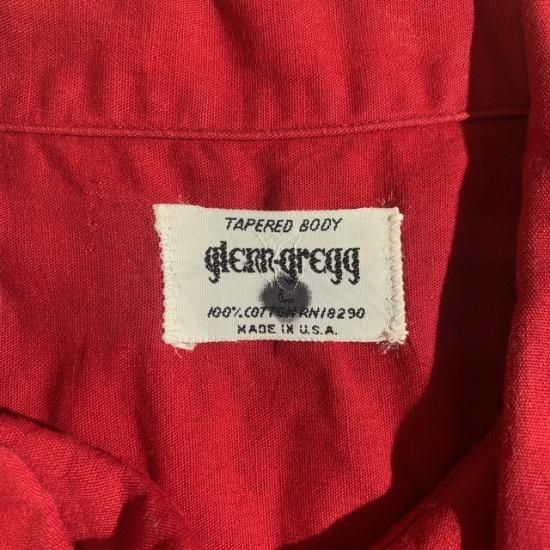 TAPERED BODY
glenn-gregg
L
100% COTTON RN18290
MADE IN U.S.A.